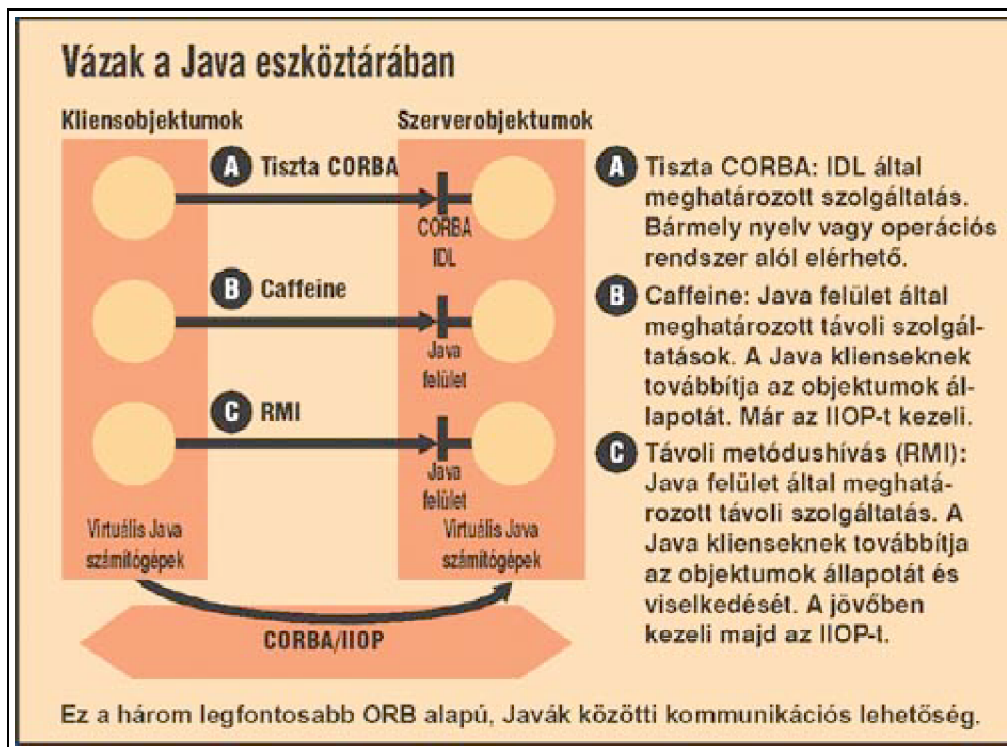 Vázak a Java eszköztárában
Kliensobjektumok
Szerverobjektumok
A Tiszta CORBA
CORBA
IDL
B Caffeine
Java
felület
C RMI
Java
felület
Virtuális Java
számítógépek
Virtuális Java
számítógépek
CORBA/IIOP
A Tiszta CORBA: IDL által
meghatározott szolgáltatás.
Bármely nyelv vagy operációs
rendszer alól elérhető.
B Caffeine: Java felület által
meghatározott távoli szolgál-
tatások. A Java klienseknek
továbbítja az objektumok ál-
lapotát. Már az IIOP-t kezeli.
C Távoli metódushívás (RMI):
Java felület által meghatá-
rozott távoli szolgáltatás. A
Java klienseknek továbbítja
az objektumok állapotát és
viselkedését. A jövőben
kezeli majd az IIOP-t.
Ez a három legfontosabb ORB alapú, Javák közötti kommunikációs lehetőség.